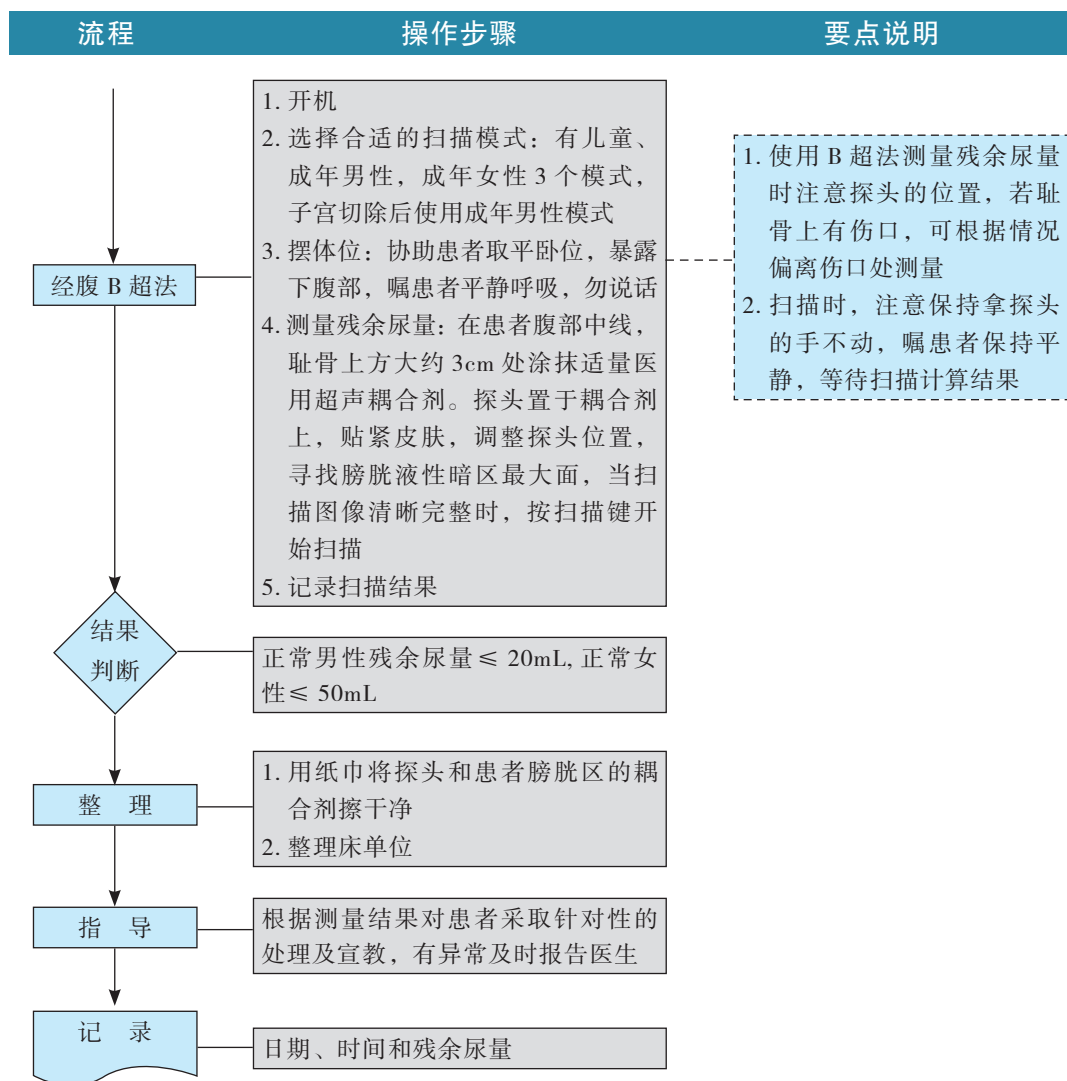 流程
操作步骤
要点说明
经腹 B 超法
1. 开机
2. 选择合适的扫描模式：有儿童、
成年男性，成年女性 3 个模式，
子宫切除后使用成年男性模式
3. 摆体位：协助患者取平卧位，暴露
下腹部，嘱患者平静呼吸，勿说话
4. 测量残余尿量：在患者腹部中线，
耻骨上方大约 3cm 处涂抹适量医
用超声耦合剂。探头置于耦合剂
上，贴紧皮肤，调整探头位置，
寻找膀胱液性暗区最大面，当扫
描图像清晰完整时，按扫描键开
始扫描
5. 记录扫描结果
1. 使用 B 超法测量残余尿量
时注意探头的位置，若耻
骨上有伤口，可根据情况
偏离伤口处测量
2. 扫描时，注意保持拿探头
的手不动，嘱患者保持平
静，等待扫描计算结果
结果
判断
正常男性残余尿量≤ 20mL, 正常女
性≤ 50mL
整 理
1. 用纸巾将探头和患者膀胱区的耦
合剂擦干净
2. 整理床单位
指 导
根据测量结果对患者采取针对性的
处理及宣教，有异常及时报告医生
记 录
日期、时间和残余尿量